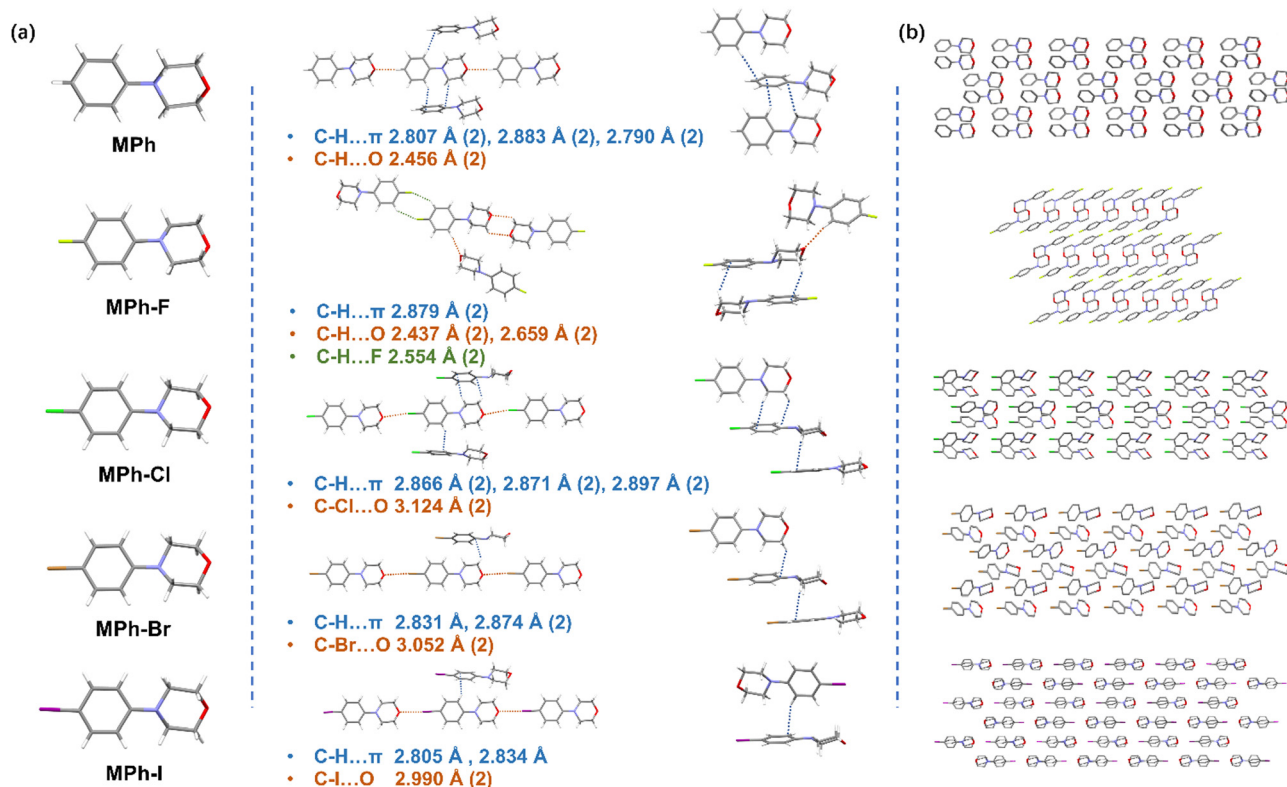 (a)
(b)
MPh
• C-H...π 2.807 Å (2), 2.883 Å (2), 2.790 Å (2)
• C-H...O 2.456 Å (2)
MPh-F
• C-H...π 2.879 Å (2)
• C-H...O 2.437 Å (2), 2.659 Å (2)
• C-H...F 2.554 Å (2)
MPh-Cl
• C-H...π 2.866 Å (2), 2.871 Å (2), 2.897 Å (2)
• C-Cl...O 3.124 Å (2)
MPh-Br
• C-H...π 2.831 Å, 2.874 Å (2)
• C-Br...O 3.052 Å (2)
MPh-I
• C-H...π 2.805 Å , 2.834 Å
• C-I...O 2.990 Å (2)